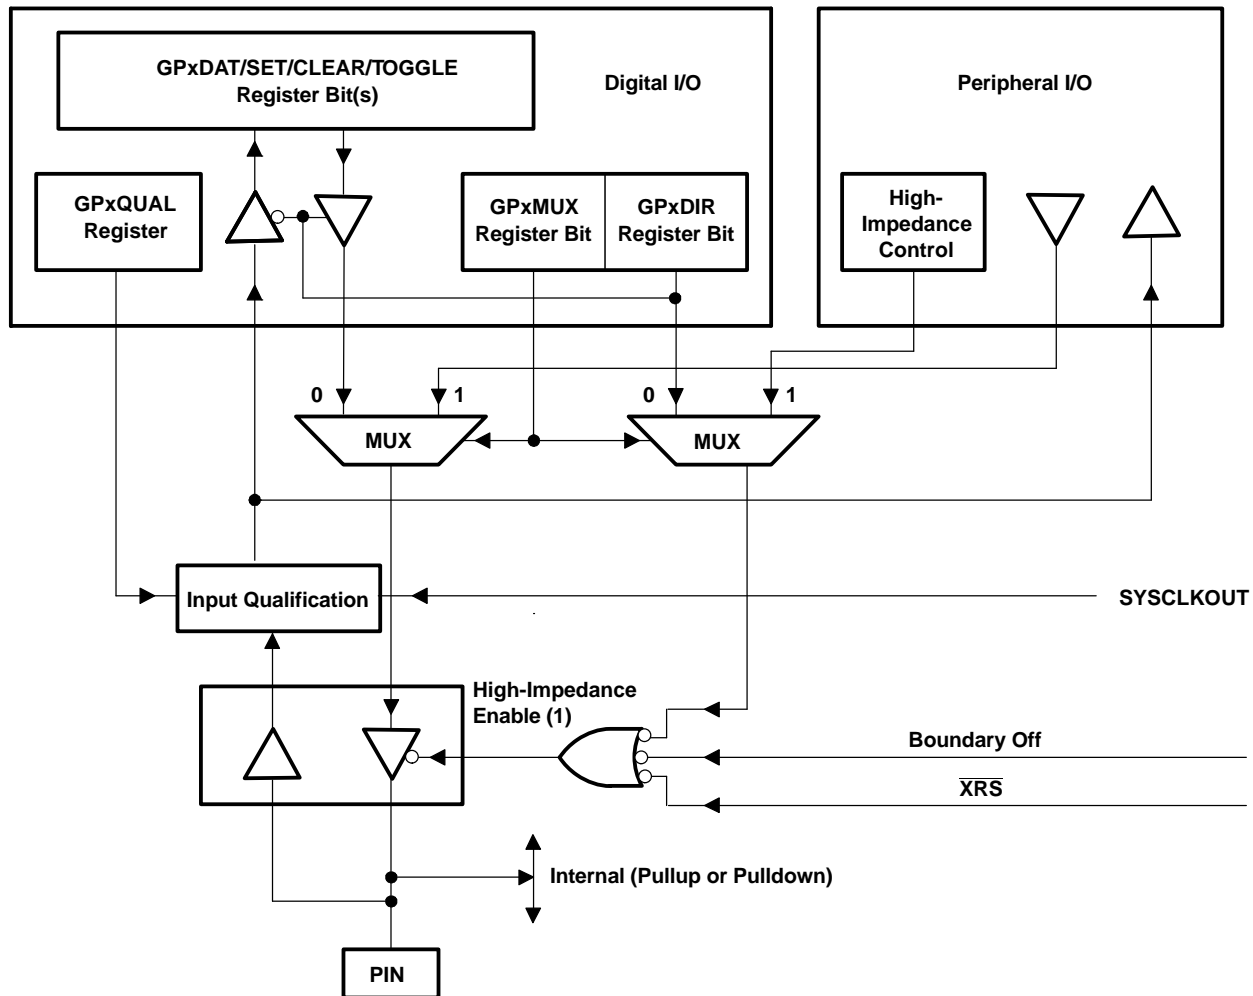 GPxDAT/SET/CLEAR/TOGGLE
Register Bit(s)
Digital I/O
Peripheral I/O
GPxQUAL
Register
GPxMUX
Register Bit
GPxDIR
Register Bit
High-
Impedance
Control
0
1
0
1
MUX
MUX
Input Qualification
SYSCLKOUT
High-Impedance
Enable (1)
Boundary Off
XRS
Internal (Pullup or Pulldown)
PIN